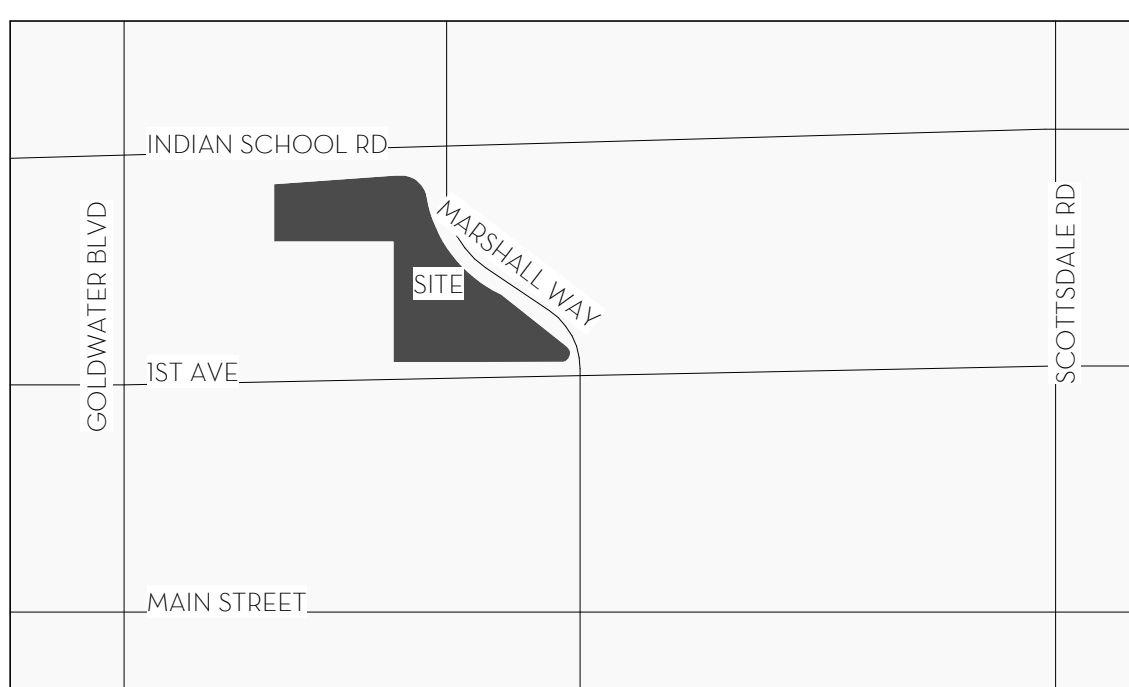 INDIAN SCHOOL RD
GOLDWATER BLVD
MARSHALL WAY
SCOTTSDALE RD
SITE
1ST AVE
MAIN STREET